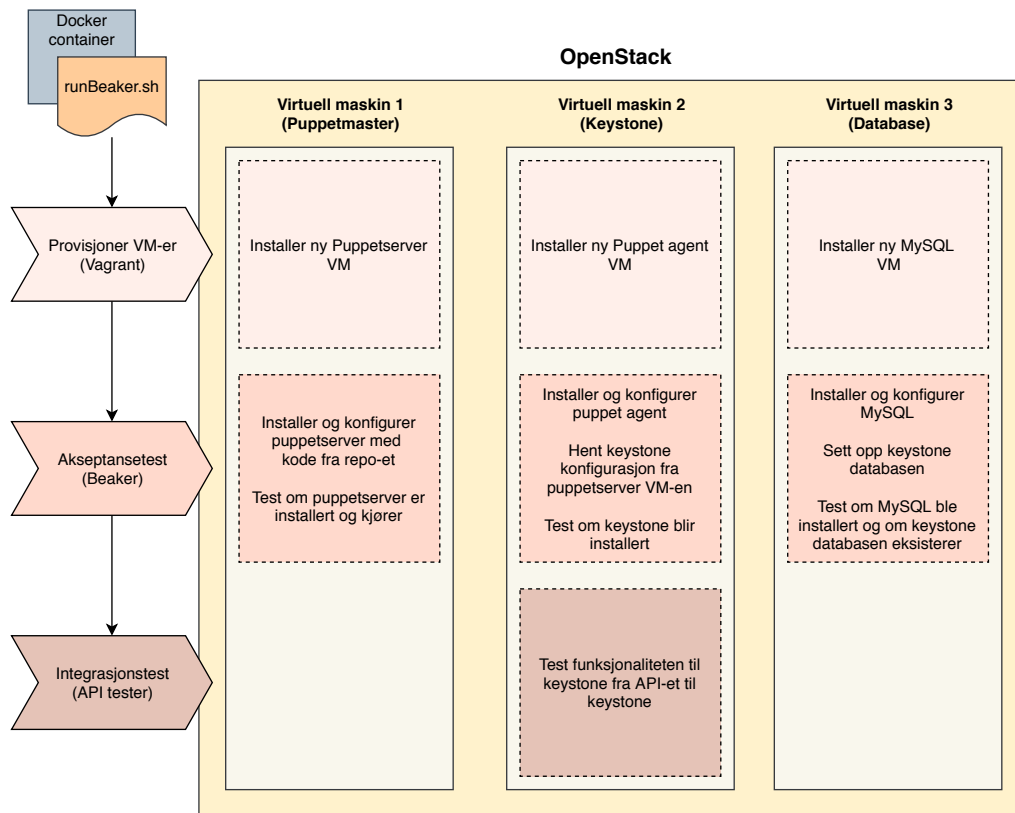 Docker
container
runBeaker.sh
OpenStack
Virtuell maskin 1
(Puppetmaster)
Virtuell maskin 2
(Keystone)
Virtuell maskin 3
(Database)
Provisjoner VM-er
(Vagrant)
Installer ny Puppetserver
VM
Installer ny Puppet agent
VM
Installer ny MySQL
VM
Akseptansetest
(Beaker)
Installer og konfigurer
puppetserver med
kode fra repo-et
Test om puppetserver er
installert og kjører
Installer og konfigurer
puppet agent
Hent keystone
konfigurasjon fra
puppetserver VM-en
Test om keystone blir
installert
Installer og konfigurer
MySQL
Sett opp keystone
databasen
Test om MySQL ble
installert og om keystone
databasen eksisterer
Integrasjonstest
(API tester)
Test funksjonaliteten til
keystone fra API-et til
keystone